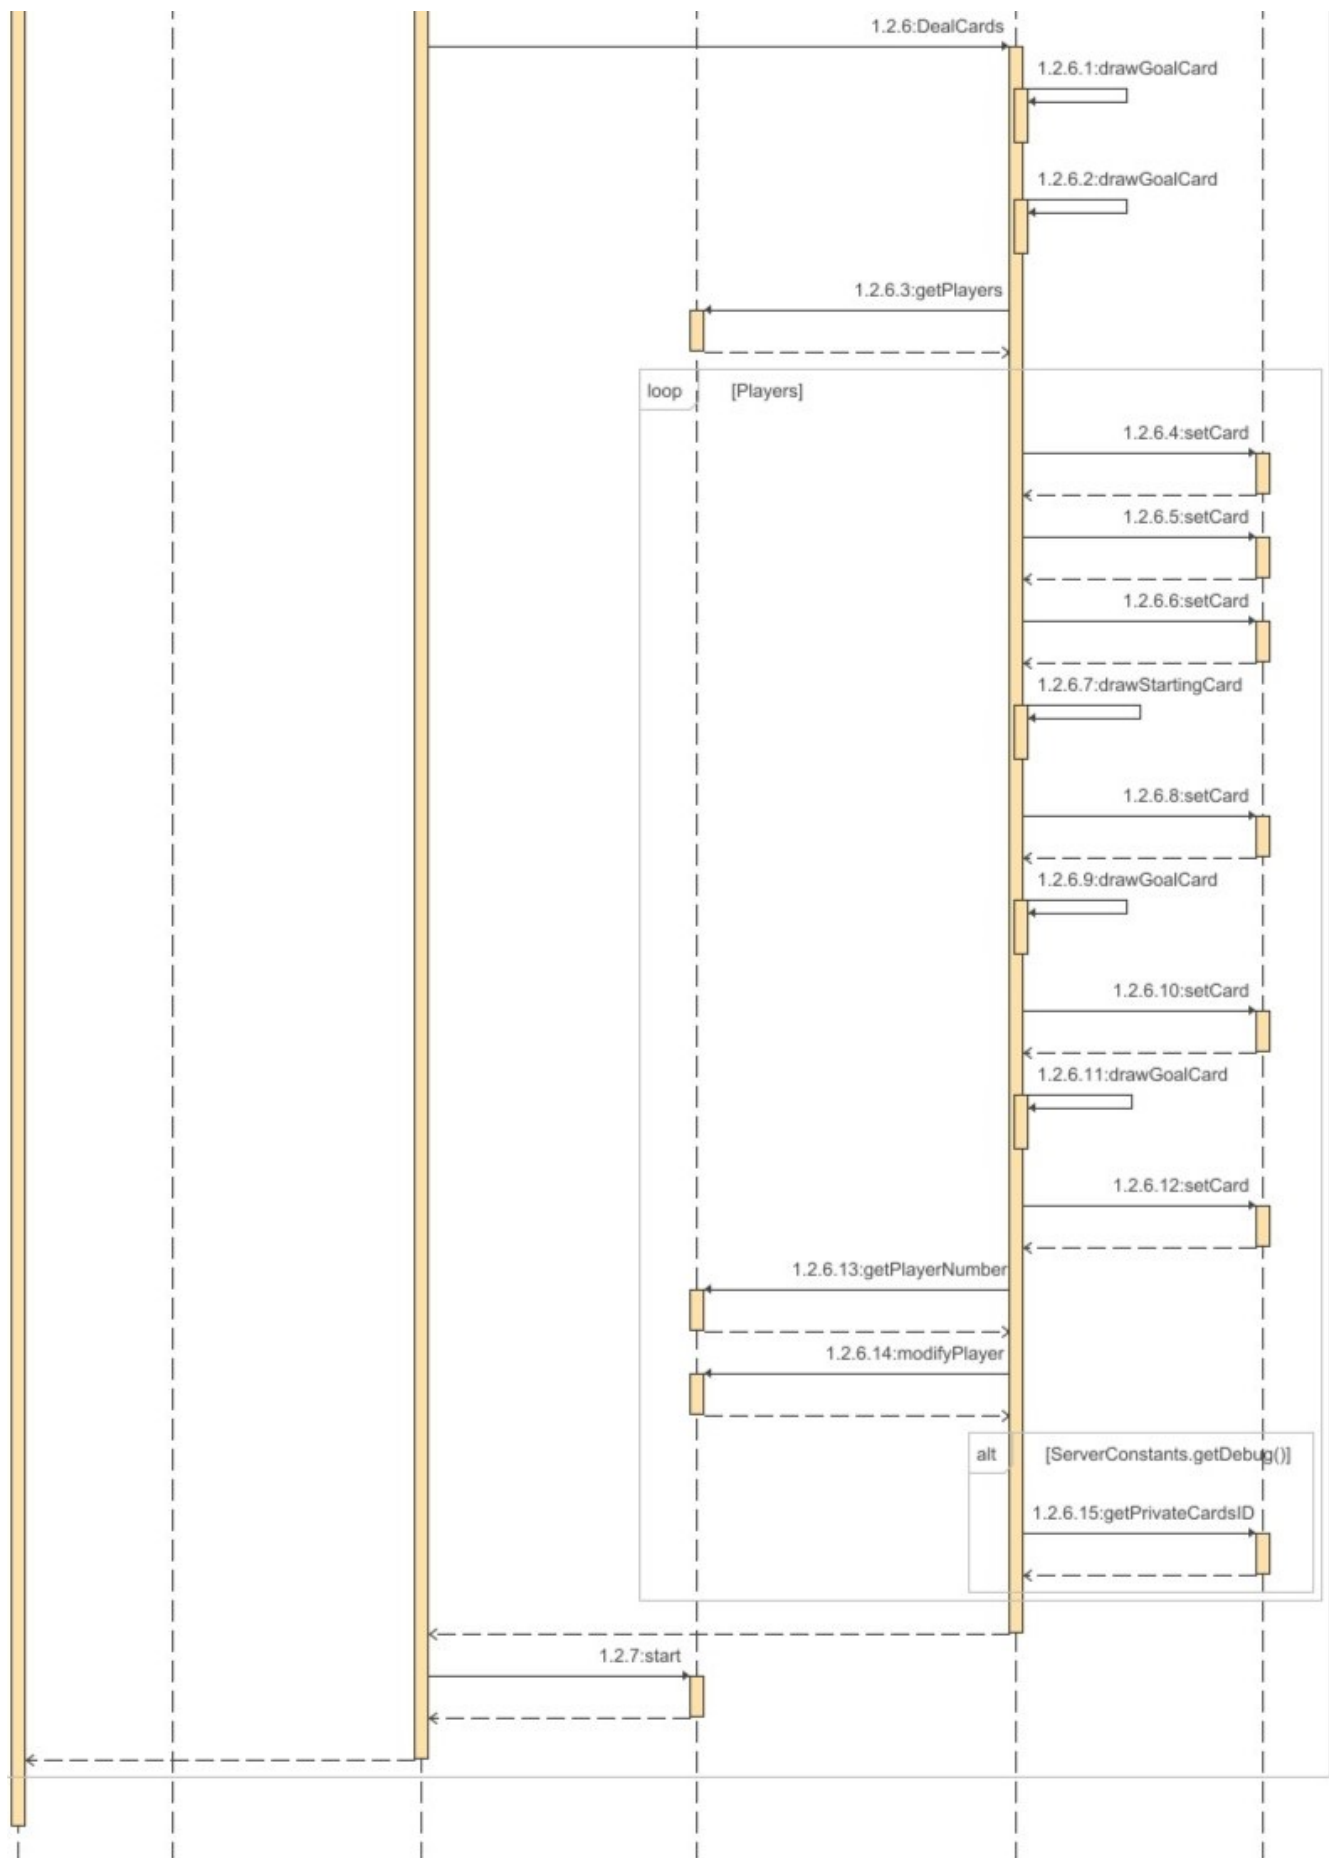 1.2.6:DealCards
1.2.6.1:drawGoalCard
1.2.6.2:drawGoalCard
1.2.6.3:getPlayers
loop [Players]
1.2.6.4:setCard
1.2.6.5:setCard
1.2.6.6:setCard
1.2.6.7:drawStartingCard
1.2.6.8:setCard
1.2.6.9:drawGoalCard
1.2.6.10:setCard
1.2.6.11:drawGoalCard
1.2.6.12:setCard
1.2.6.13:getPlayerNumber
1.2.6.14:modifyPlayer
alt [ServerConstants.getDebug()]
1.2.6.15:getPrivateCardsID
1.2.7:start